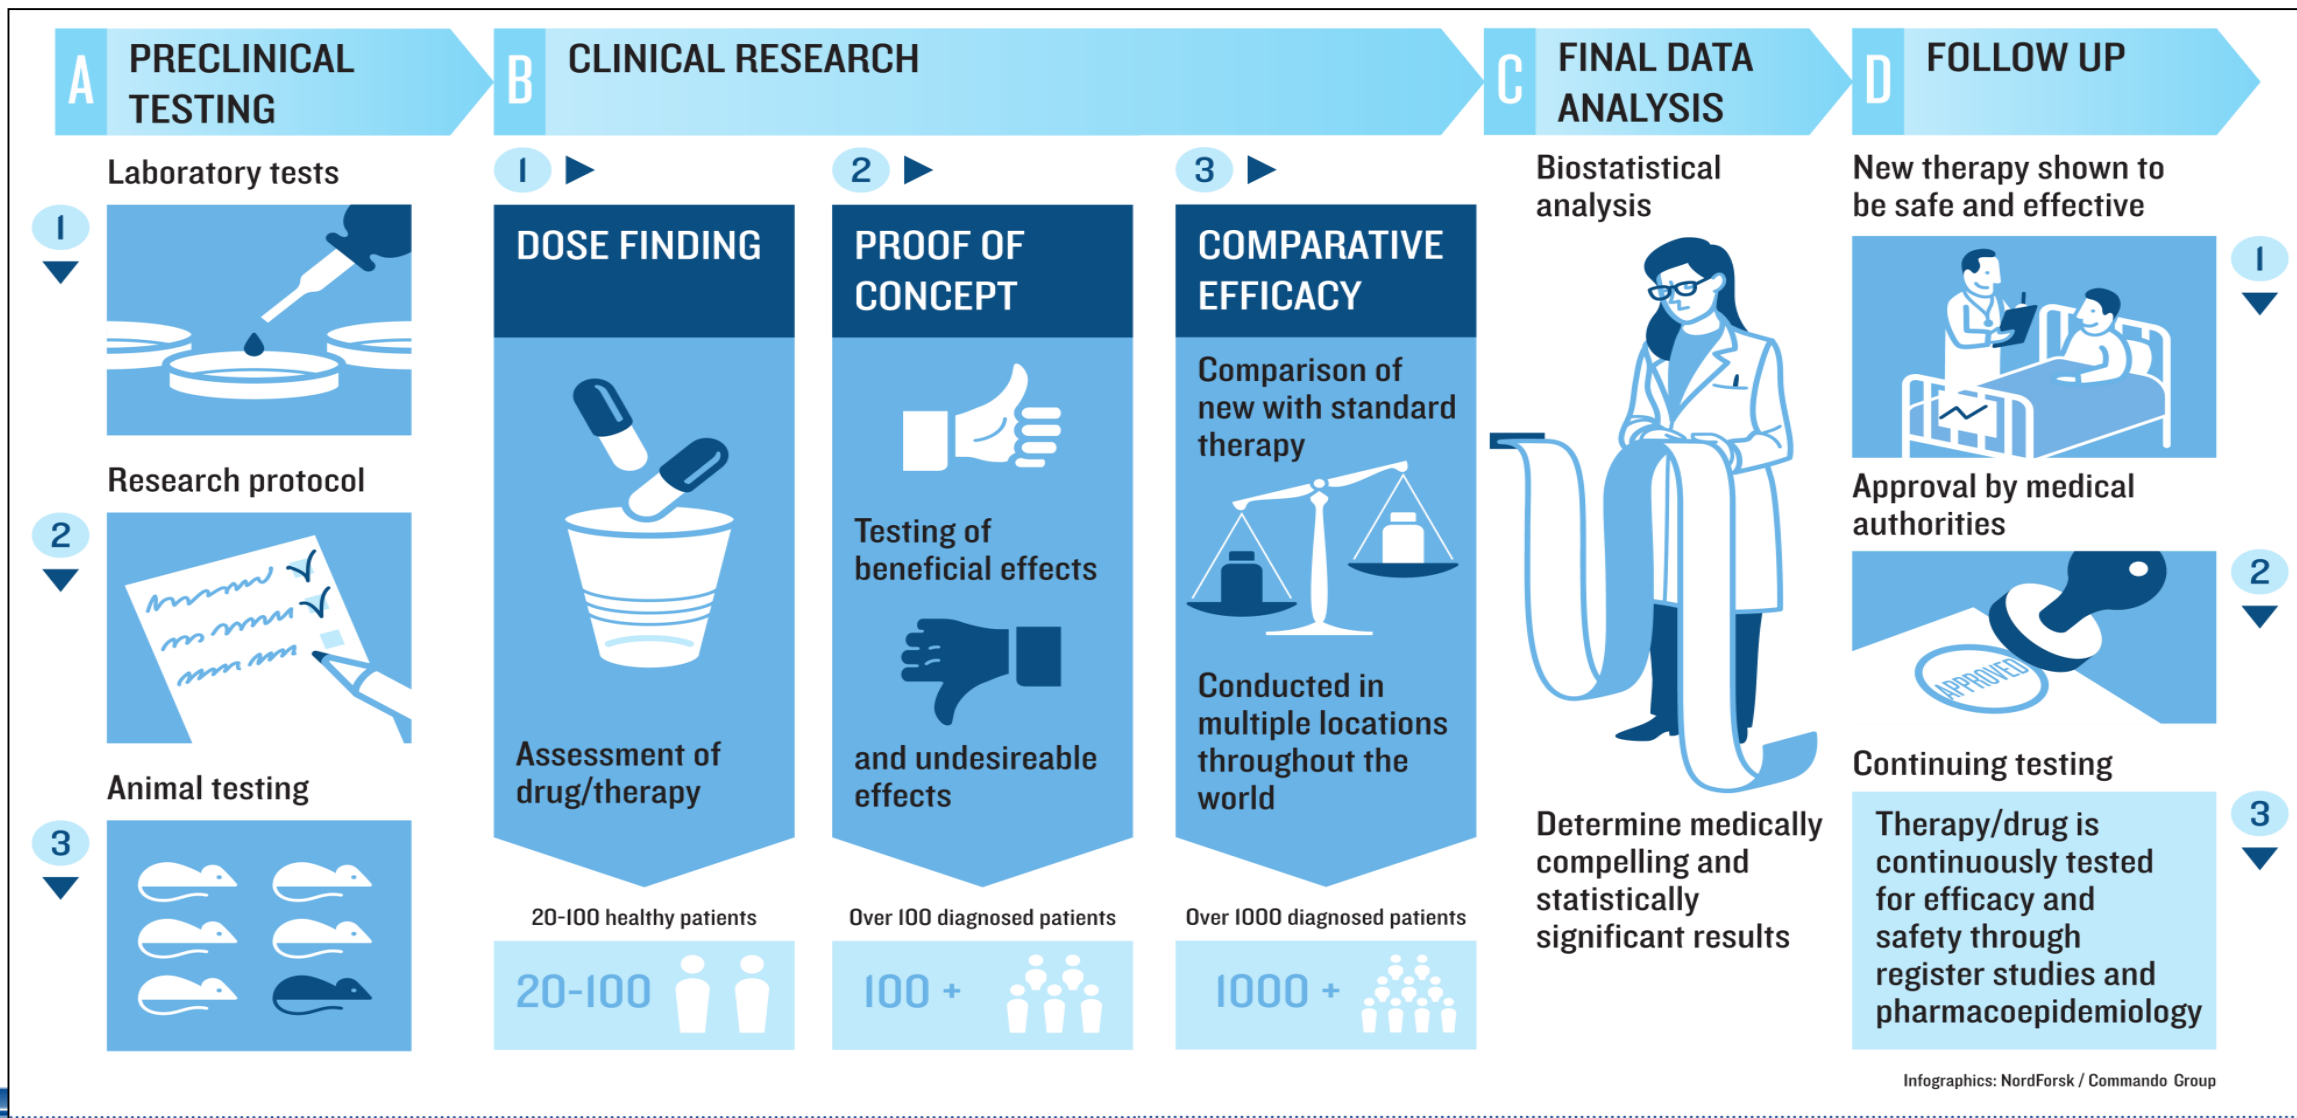 A
PRECLINICAL
TESTING
Laboratory tests
1
Research protocol
2
Animal testing
3
B
CLINICAL RESEARCH
1
DOSE FINDING
Assessment of
drug/therapy
20-100 healthy patients
20-100
2
PROOF OF
CONCEPT
Testing of
beneficial effects
and undesireable
effects
Over 100 diagnosed patients
100 +
3
COMPARATIVE
EFFICACY
Comparison of
new with standard
therapy
Conducted in
multiple locations
throughout the
world
Over 1000 diagnosed patients
1000 +
C
FINAL DATA
ANALYSIS
Biostatistical
analysis
Determine medically
compelling and
statistically
significant results
D
FOLLOW UP
New therapy shown to
be safe and effective
1
Approval by medical
authorities
APPROVED
2
Continuing testing
Therapy/drug is
continuously tested
for efficacy and
safety through
register studies and
pharmacoepidemiology
3
Infographics: NordForsk / Commando Group